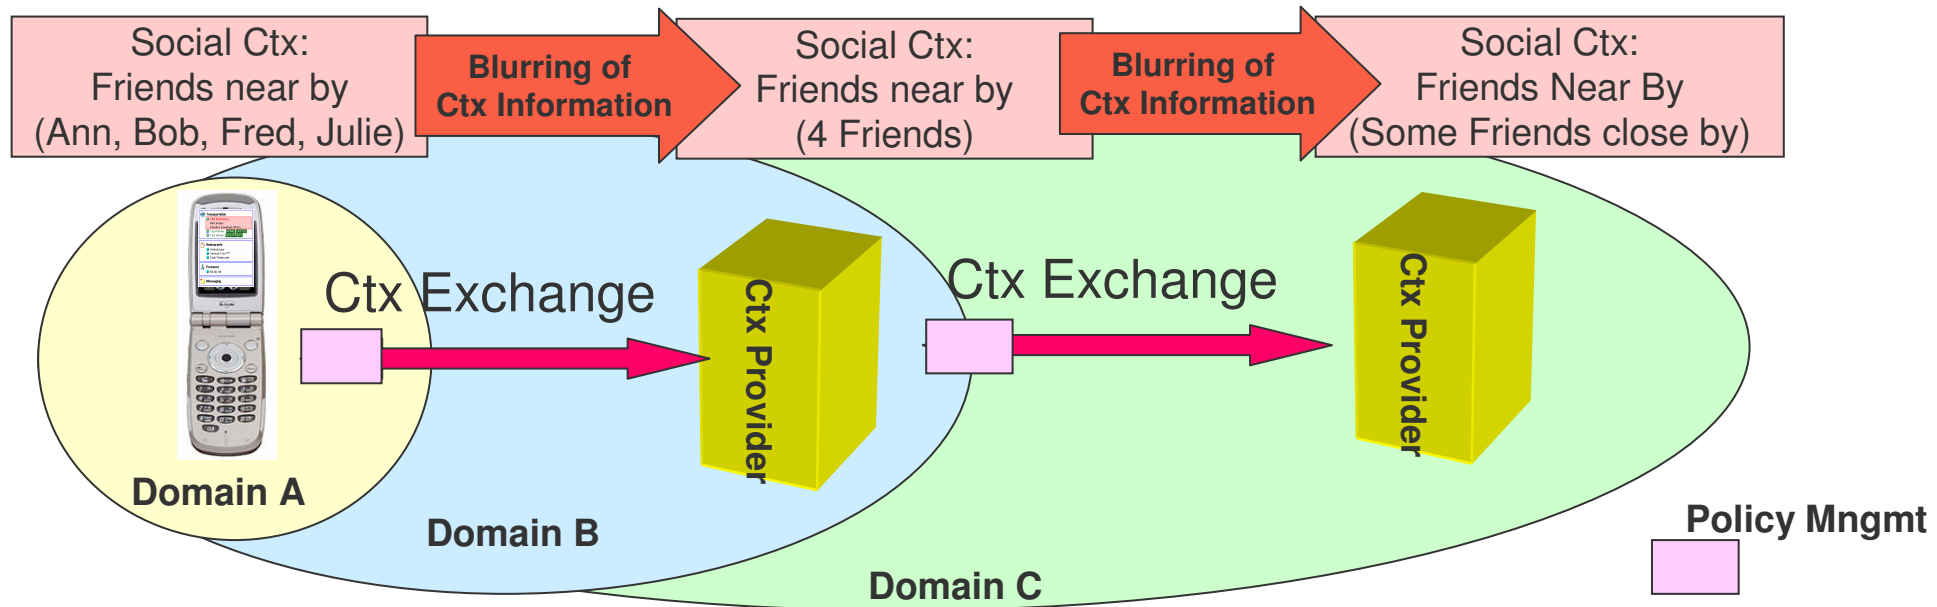 Social Ctx:
Friends near by
(Ann, Bob, Fred, Julie)
Blurring of
Ctx Information
Social Ctx:
Friends near by
(4 Friends)
Blurring of
Ctx Information
Social Ctx:
Friends Near By
(Some Friends close by)
Ctx Exchange
Ctx Provider
Ctx Exchange
Ctx Provider
Domain A
Domain B
Domain C
Policy Mngmt